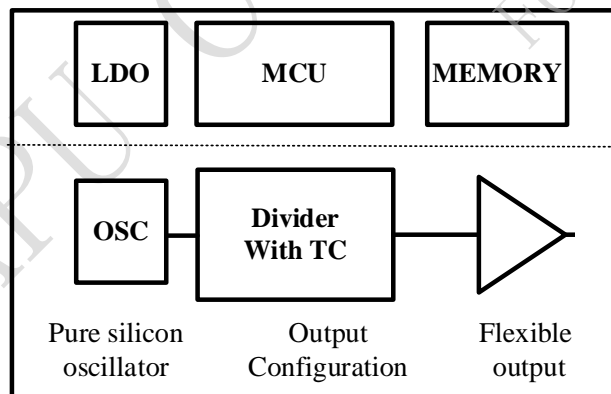 LDO
MCU
MEMORY
OSC
Divider
With TC
Pure silicon
oscillator
Output
Configuration
Flexible
output